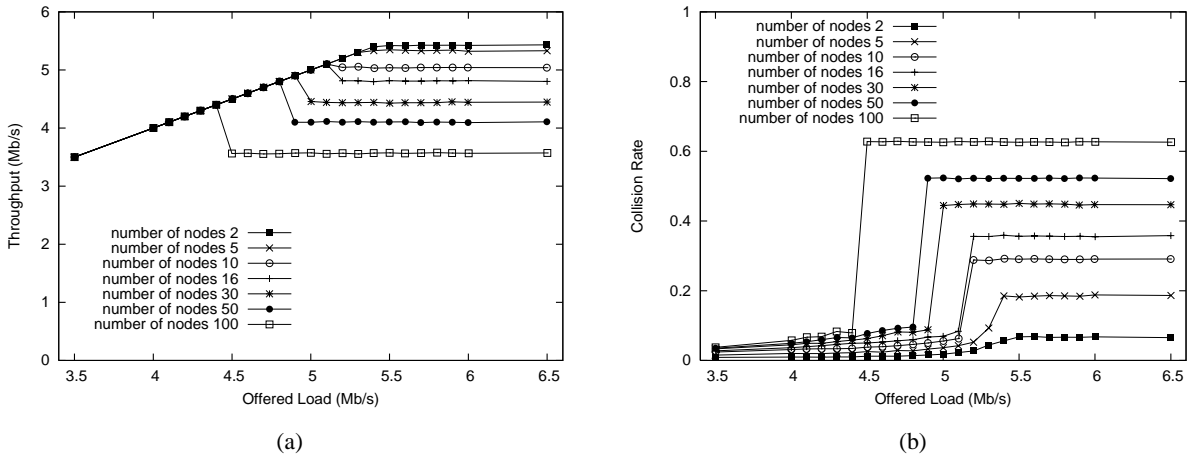 6
5
4
3
2
1
0
3.5 4 4.5 5 5.5 6 6.5
Throughput (Mb/s)
Offered Load (Mb/s)
number of nodes 2
number of nodes 5
number of nodes 10
number of nodes 16
number of nodes 30
number of nodes 50
number of nodes 100
(a)
1
0.8
0.6
0.4
0.2
0
3.5 4 4.5 5 5.5 6 6.5
Collision Rate
Offered Load (Mb/s)
number of nodes 2
number of nodes 5
number of nodes 10
number of nodes 16
number of nodes 30
number of nodes 50
number of nodes 100
(b)